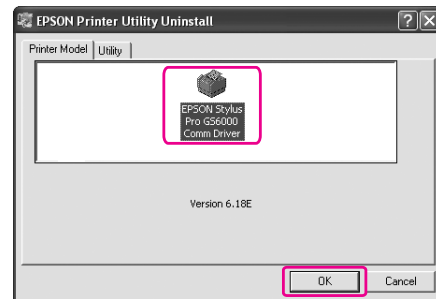 EPSON Printer Utility Uninstall
Printer Model
Utility
EPSON Stylus
Pro GS6000
Comm Driver
Version 6.18E
OK
Cancel